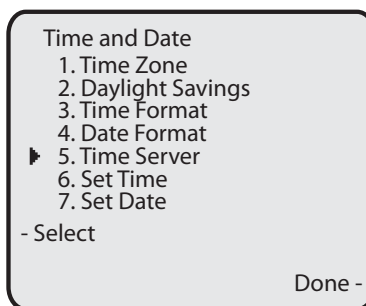 Time and Date
1. Time Zone
2. Daylight Savings
3. Time Format
4. Date Format
5. Time Server
6. Set Time
7. Set Date
- Select
Done -